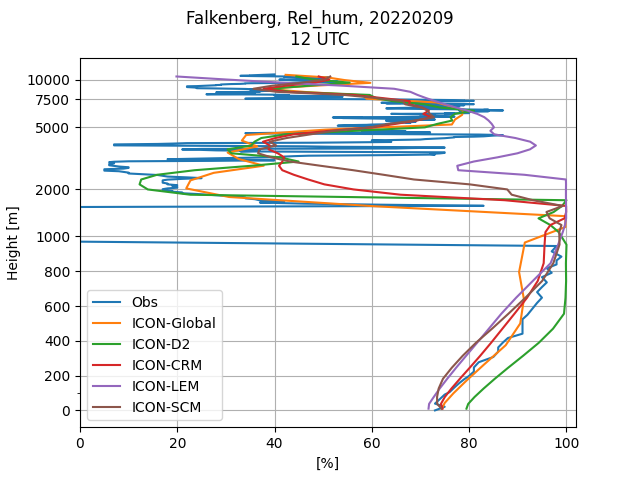 Falkenberg, Rel_hum, 20220209
12 UTC
10000
7500
5000
2000
1000
800
600
400
200
0
Height [m]
Obs
ICON-Global
ICON-D2
ICON-CRM
ICON-LEM
ICON-SCM
0 20 40 60 80 100
[%]